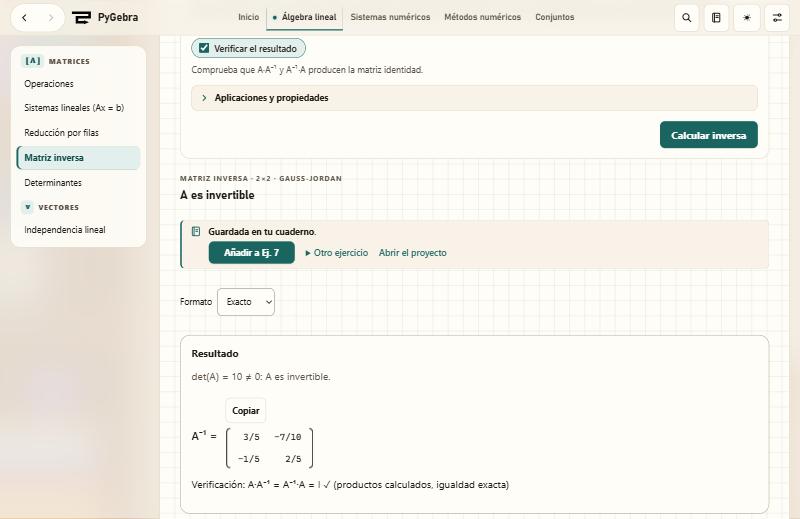 PyGebra
Inicio
Álgebra lineal
Sistemas numéricos
Métodos numéricos
Conjuntos
[A] MATRICES
Operaciones
Sistemas lineales (Ax = b)
Reducción por filas
Matriz inversa
Determinantes
v VECTORES
Independencia lineal
Verificar el resultado
Comprueba que A·A⁻¹ y A⁻¹·A producen la matriz identidad.
Aplicaciones y propiedades
Calcular inversa
MATRIZ INVERSA · 2×2 · GAUSS-JORDAN
A es invertible
Guardada en tu cuaderno.
Añadir a Ej. 7
Otro ejercicio
Abrir el proyecto
Formato
Exacto
Resultado
det(A) = 10 ≠ 0: A es invertible.
Copiar
A⁻¹ =
3/5 −7/10
−1/5 2/5
Verificación: A·A⁻¹ = A⁻¹·A = I ✓ (productos calculados, igualdad exacta)